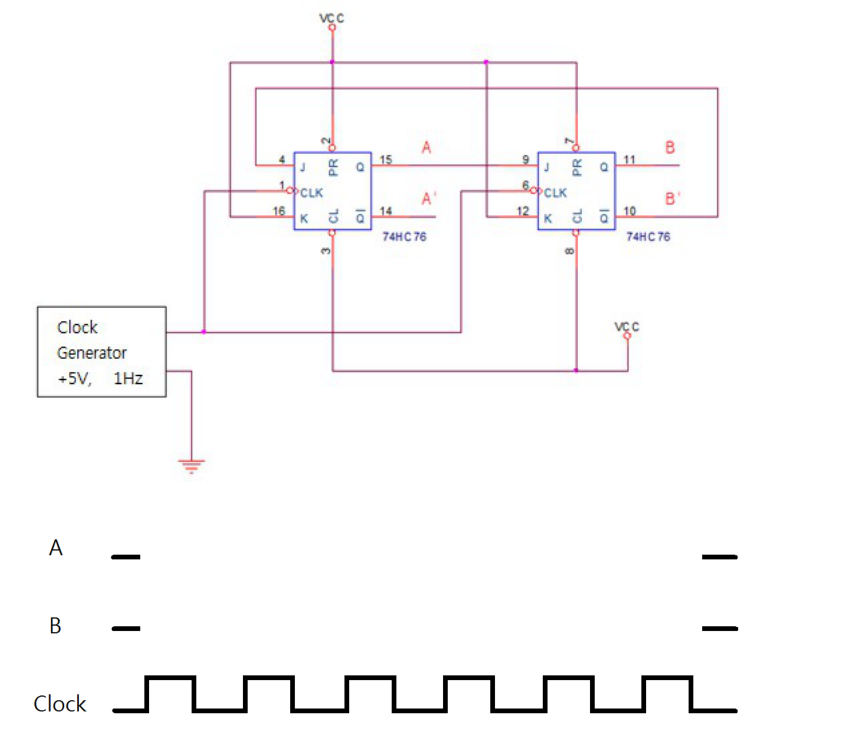 VCC
2
7
4 J PR Q 15 A
9 J PR Q 11 B
1 CLK A'
6 CLK B'
16 K CL Q 14
12 K CL Q 10
3 74HC76
8 74HC76
Clock
Generator
+5V, 1Hz
VCC
A
B
Clock